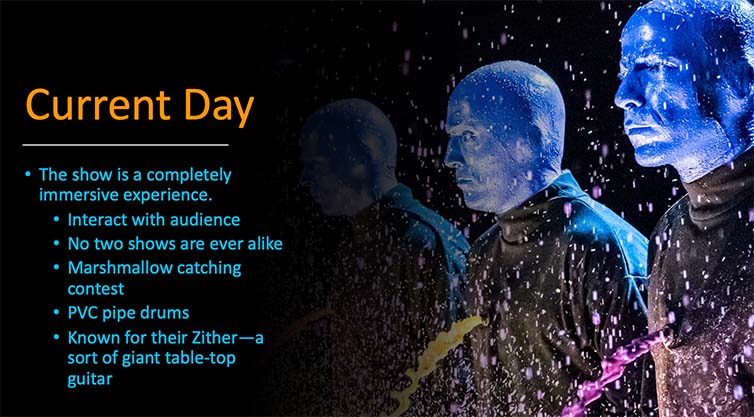 Current Day
• The show is a completely
immersive experience.
• Interact with audience
• No two shows are ever alike
• Marshmallow catching
contest
• PVC pipe drums
• Known for their Zither—a
sort of giant table-top
guitar